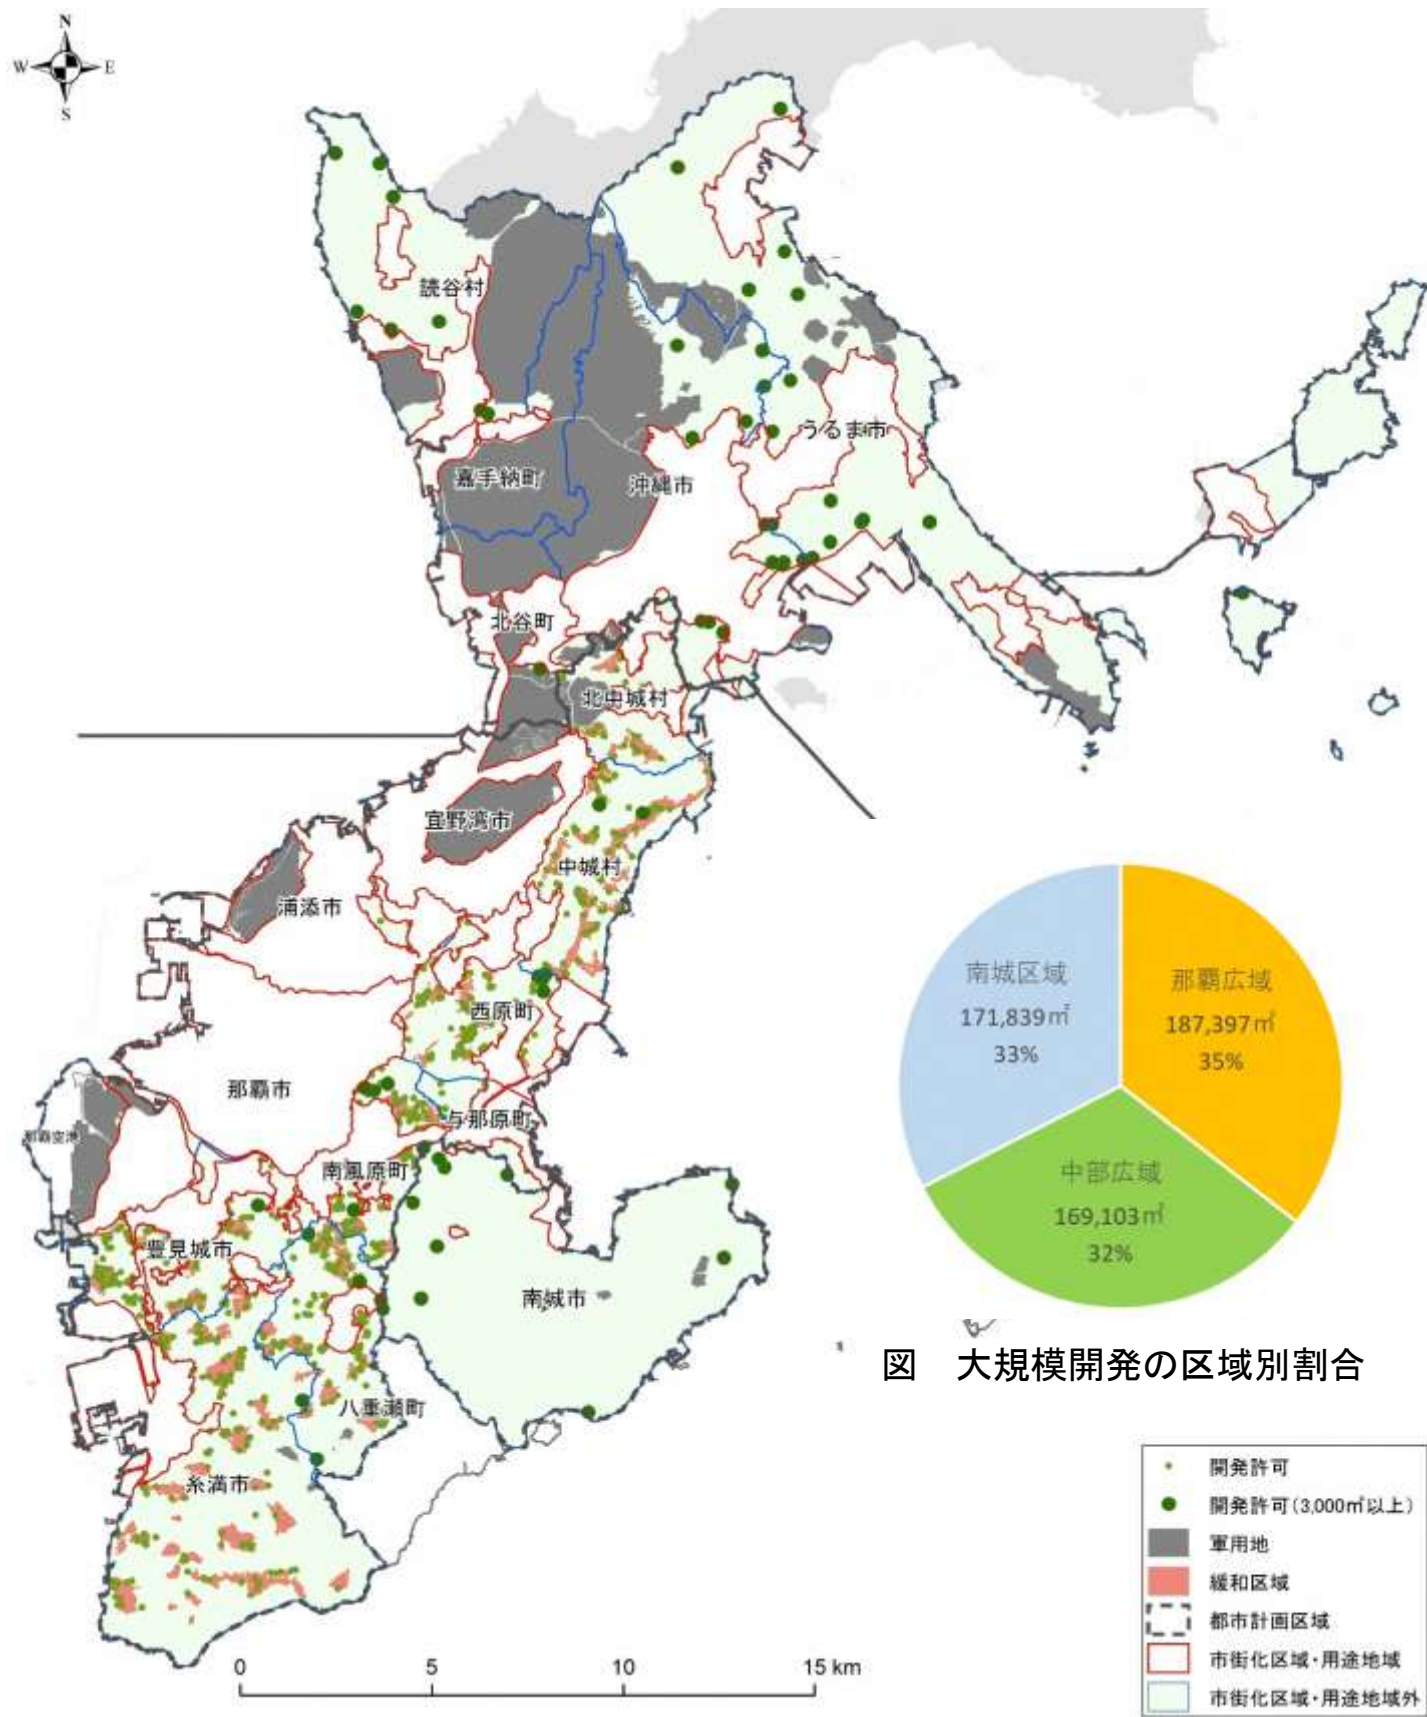 N
W E
S
読谷村
うるま市
嘉手納町
沖縄市
北谷町
北中城村
宜野湾市
中城村
浦添市
西原町
那覇市
与那原町
那覇空港
南風原町
豊見城市
南城市
八重瀬町
糸満市
南城区域
171,839㎡
33%
那覇広域
187,397㎡
35%
中部広域
169,103㎡
32%
図 大規模開発の区域別割合
開発許可
開発許可(3,000㎡以上)
軍用地
緩和区域
都市計画区域
市街化区域・用途地域
市街化区域・用途地域外
0 5 10 15 km